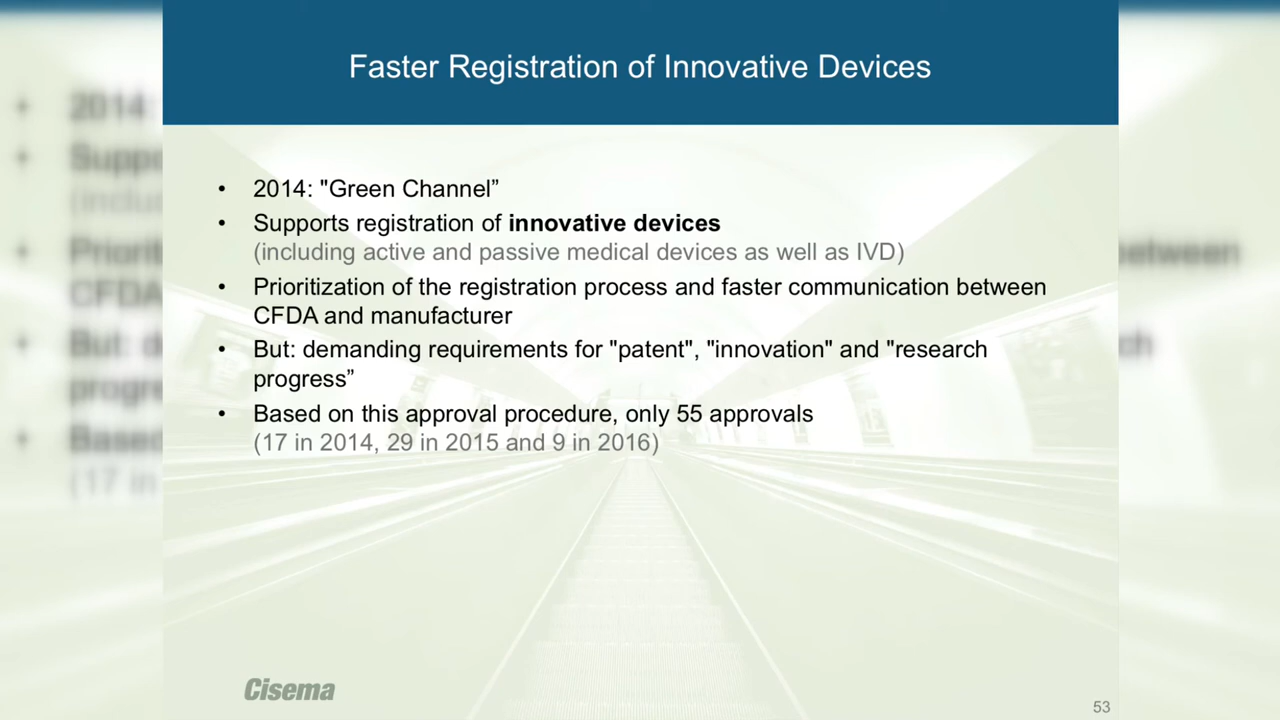 Faster Registration of Innovative Devices
• 2014: "Green Channel”
• Supports registration of innovative devices
(including active and passive medical devices as well as IVD)
• Prioritization of the registration process and faster communication between
CFDA and manufacturer
• But: demanding requirements for "patent", "innovation" and "research
progress”
• Based on this approval procedure, only 55 approvals
(17 in 2014, 29 in 2015 and 9 in 2016)
Cisema
53